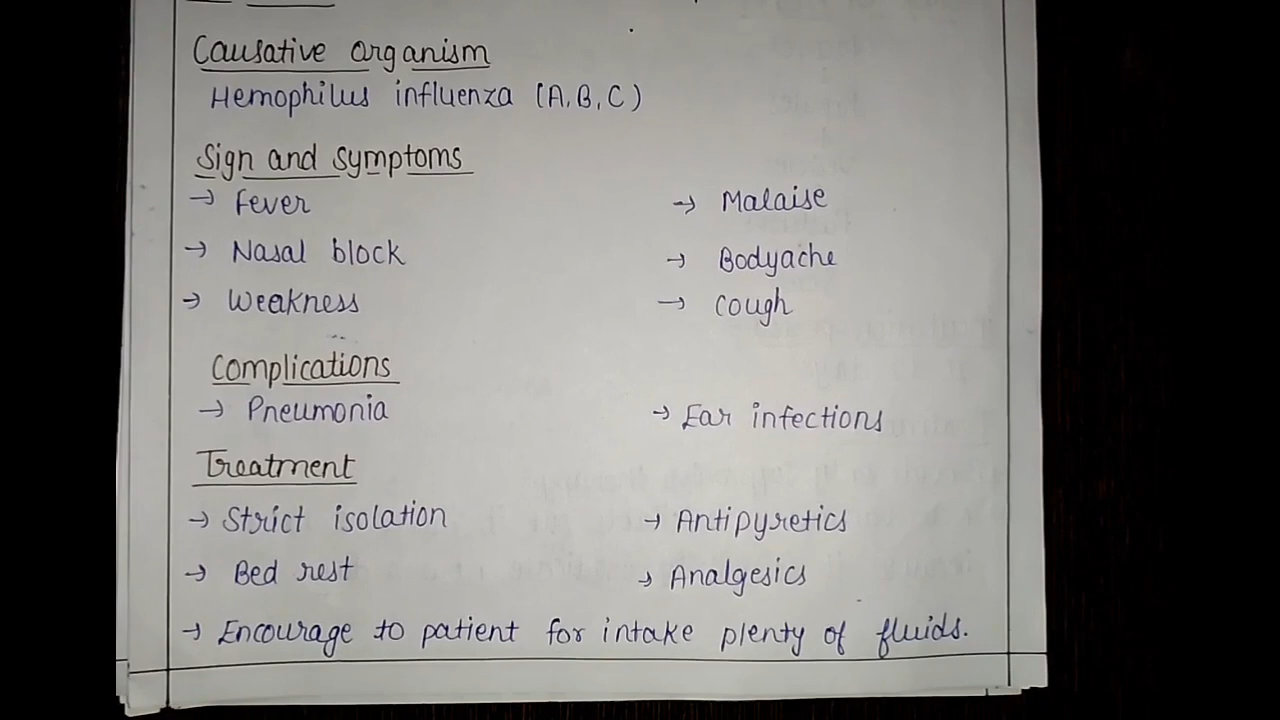 Causative organism
Hemophilus influenza (A, B, C)
Sign and symptoms
→ Fever → Malaise
→ Nasal block → Bodyache
→ Weakness → Cough
Complications
→ Pneumonia → Ear infections
Treatment
→ Strict isolation → Antipyretics
→ Bed rest → Analgesics
→ Encourage to patient for intake plenty of fluids.